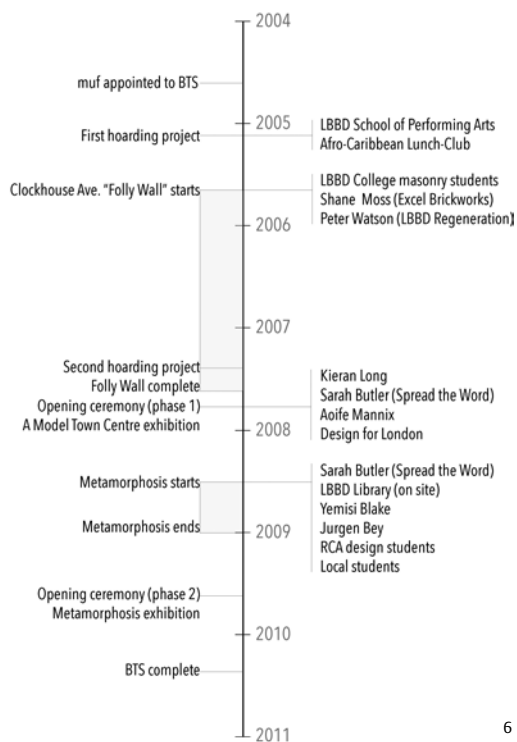 2004
muf appointed to BTS
2005
First hoarding project
LBBD School of Performing Arts
Afro-Caribbean Lunch-Club
Clockhouse Ave. “Folly Wall” starts
LBBD College masonry students
Shane Moss (Excel Brickworks)
Peter Watson (LBBD Regeneration)
2006
2007
Second hoarding project
Folly Wall complete
Opening ceremony (phase 1)
A Model Town Centre exhibition
Kieran Long
Sarah Butler (Spread the Word)
Aoife Mannix
Design for London
2008
Metamorphosis starts
Metamorphosis ends
Sarah Butler (Spread the Word)
LBBD Library (on site)
Yemisi Blake
Jurgen Bey
RCA design students
Local students
2009
Opening ceremony (phase 2)
Metamorphosis exhibition
2010
BTS complete
2011
6